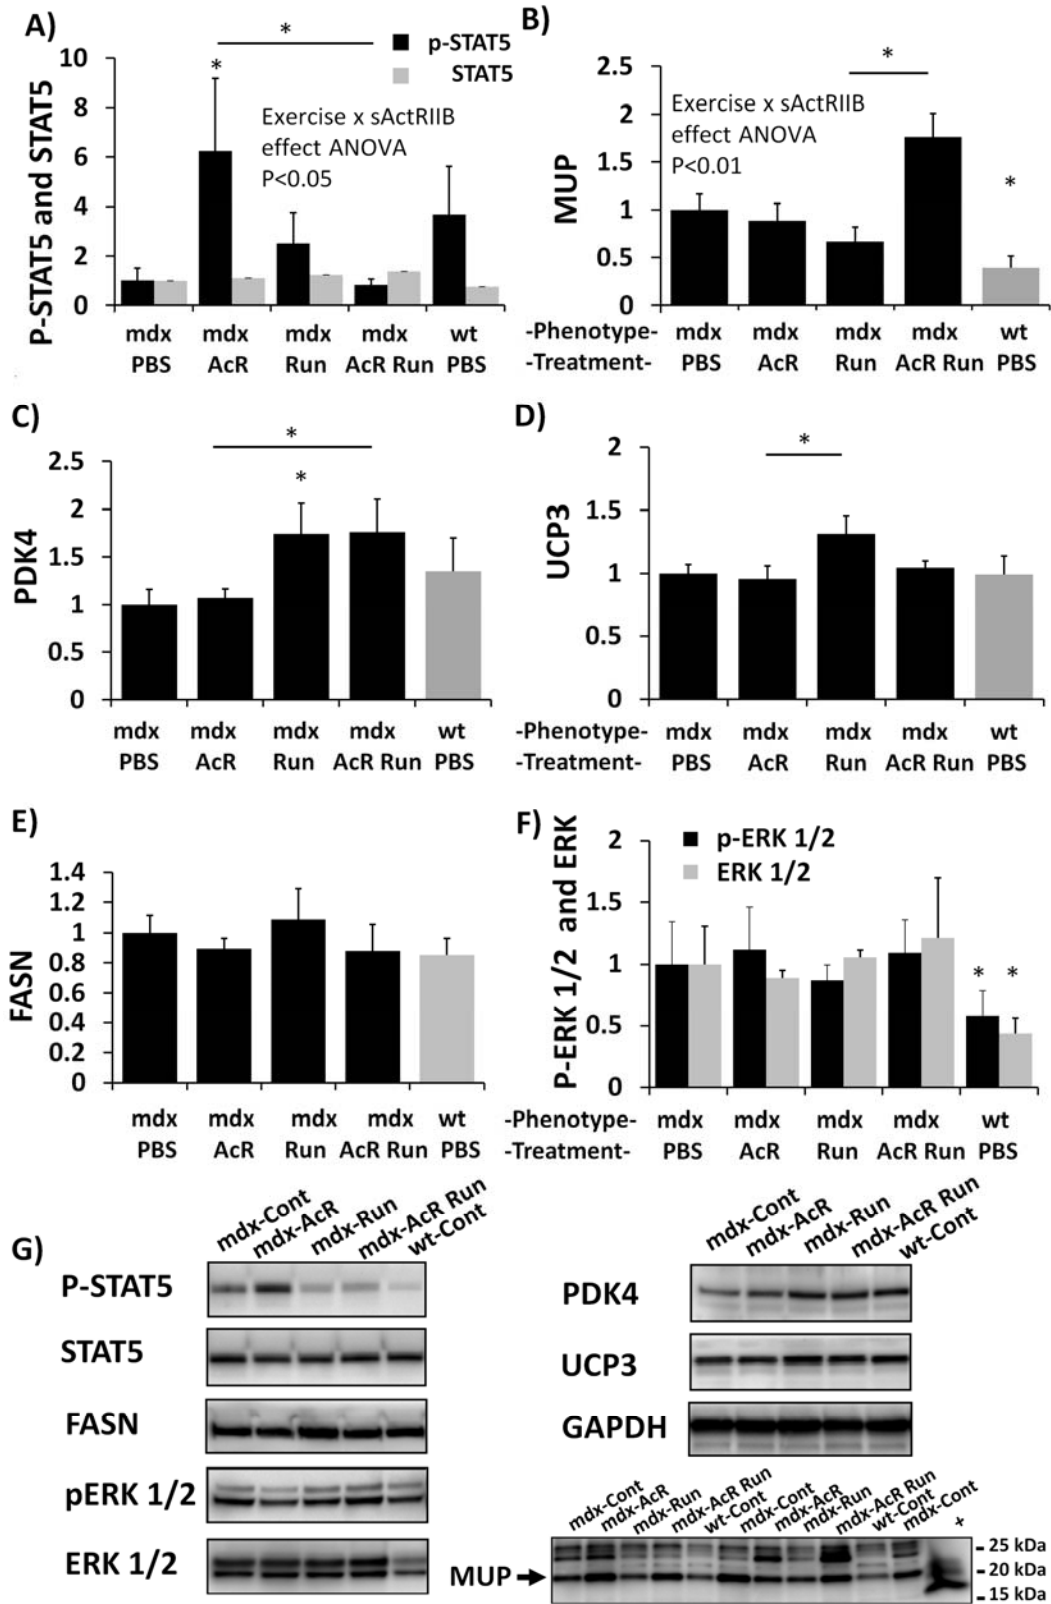 A)
*
p-STAT5
STAT5
P-STAT5 and STAT5
10
8
6
4
2
0
*
Exercise x sActRIIB
effect ANOVA
P<0.05
mdx mdx mdx mdx wt
PBS AcR Run AcR Run PBS
B)
MUP
2.5
2
1.5
1
0.5
0
*
Exercise x sActRIIB
effect ANOVA
P<0.01
*
-Phenotype- mdx mdx mdx mdx wt
-Treatment- PBS AcR Run AcR Run PBS
C)
PDK4
2.5
2
1.5
1
0.5
0
*
*
mdx mdx mdx mdx wt
PBS AcR Run AcR Run PBS
D)
UCP3
2
1.5
1
0.5
0
*
-Phenotype- mdx mdx mdx mdx wt
-Treatment- PBS AcR Run AcR Run PBS
E)
FASN
1.4
1.2
1
0.8
0.6
0.4
0.2
0
mdx mdx mdx mdx wt
PBS AcR Run AcR Run PBS
F)
P-ERK 1/2 and ERK
2
1.5
1
0.5
0
p-ERK 1/2
ERK 1/2
* *
-Phenotype- mdx mdx mdx mdx wt
-Treatment- PBS AcR Run AcR Run PBS
G)
mdx-Cont
mdx-AcR
mdx-Run
mdx-AcR Run
wt-Cont
P-STAT5
STAT5
FASN
pERK 1/2
ERK 1/2
mdx-Cont
mdx-AcR
mdx-Run
mdx-AcR Run
wt-Cont
PDK4
UCP3
GAPDH
mdx-Cont
mdx-AcR
mdx-Run
mdx-AcR Run
wt-Cont
mdx-Cont
mdx-AcR
mdx-Run
mdx-AcR Run
wt-Cont
mdx-Cont
+
MUP
25 kDa
20 kDa
15 kDa